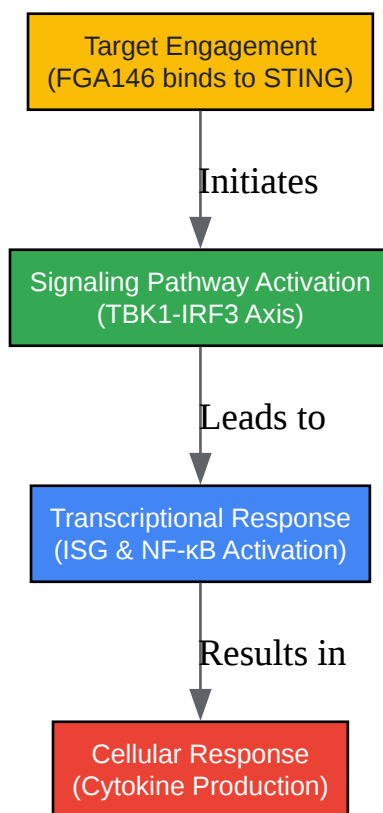 Target Engagement
(FGA146 binds to STING)
Initiates
Signaling Pathway Activation
(TBK1-IRF3 Axis)
Leads to
Transcriptional Response
(ISG & NF-κB Activation)
Results in
Cellular Response
(Cytokine Production)